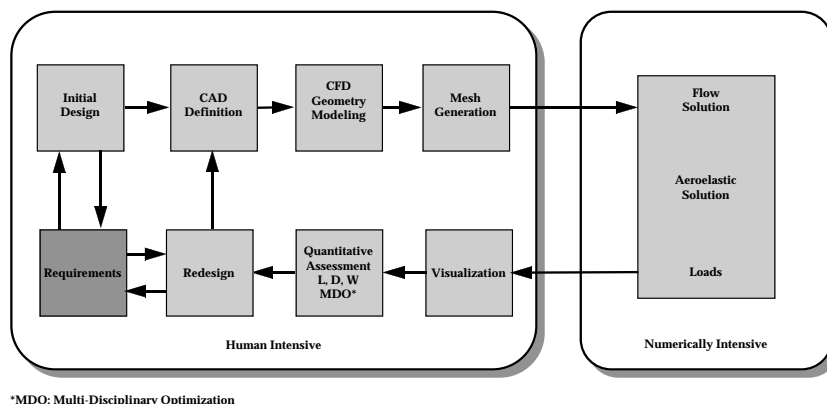 Initial
Design
CAD
Definition
CFD
Geometry
Modeling
Mesh
Generation
Flow
Solution
Aeroelastic
Solution
Requirements
Redesign
Quantitative
Assessment
L, D, W
MDO*
Visualization
Loads
Human Intensive
Numerically Intensive
*MDO: Multi-Disciplinary Optimization